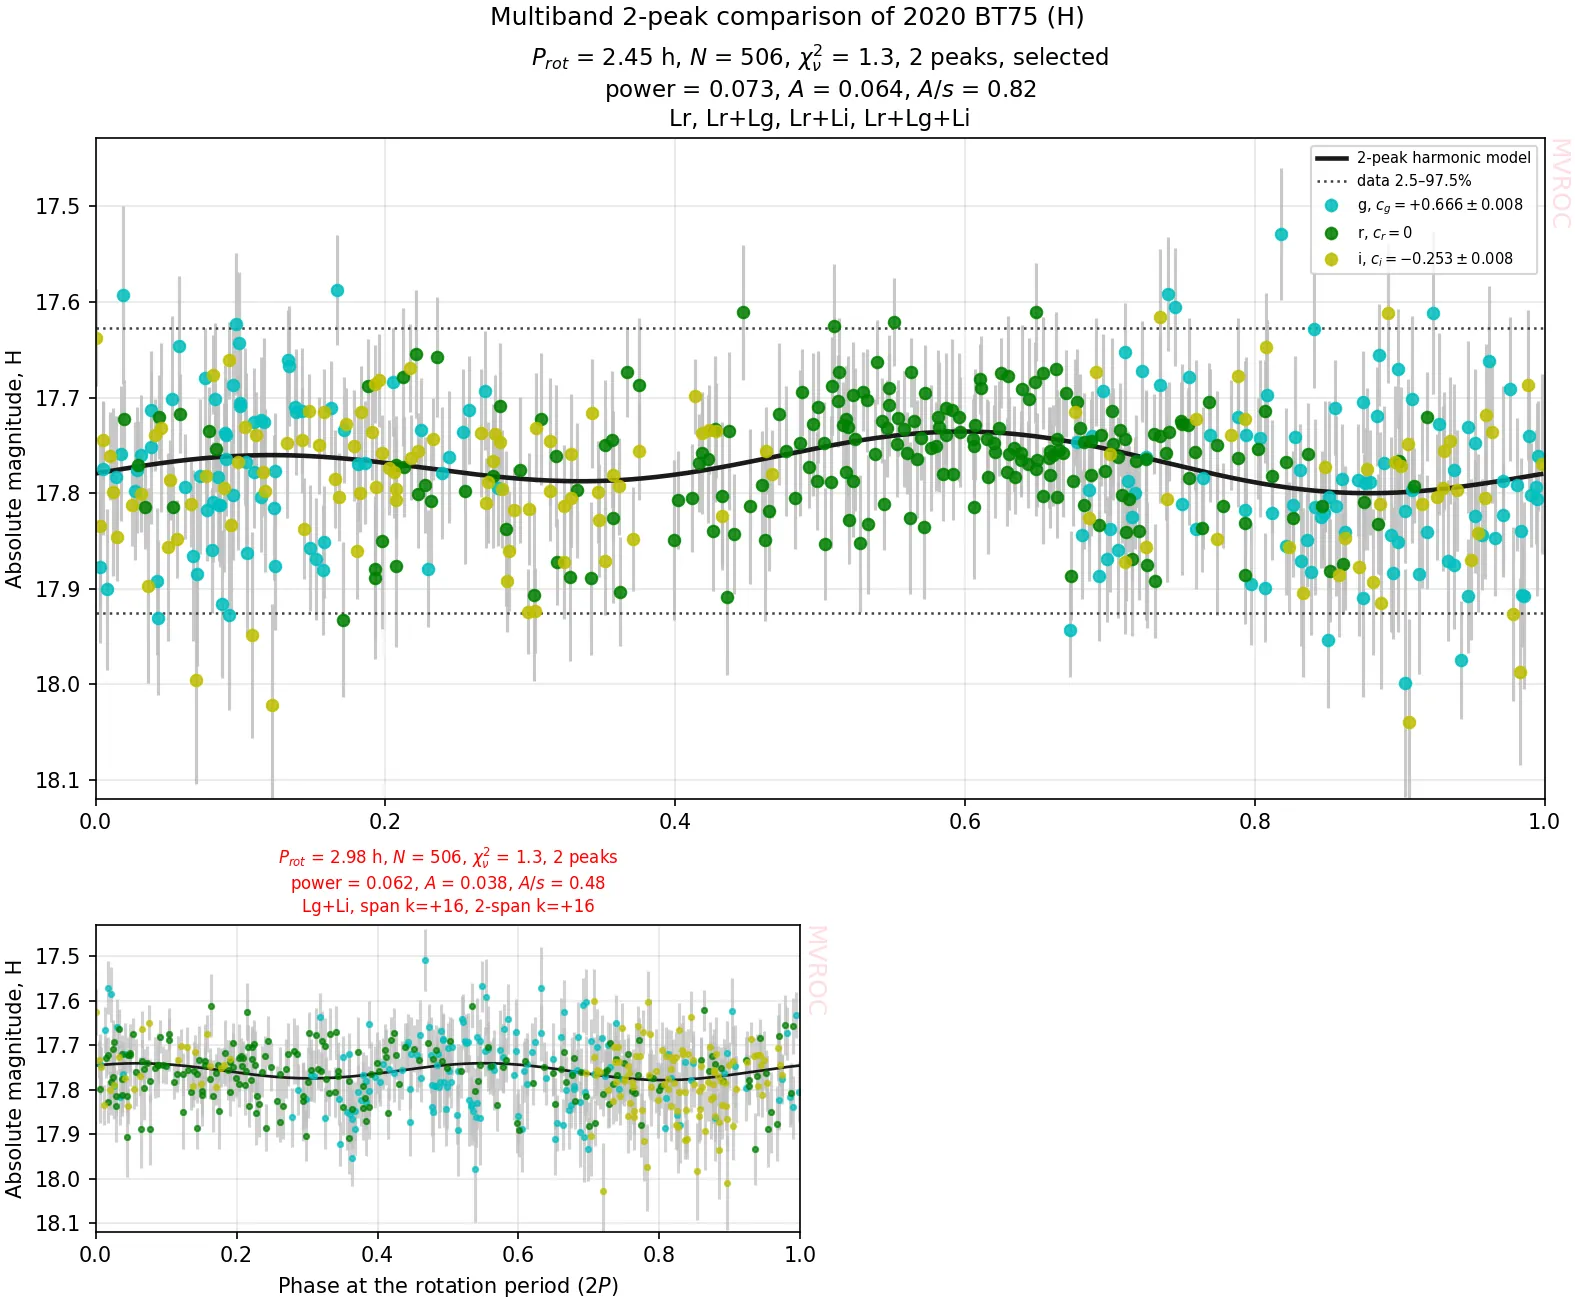 Multiband 2-peak comparison of 2020 BT75 (H)
P_rot = 2.45 h, N = 506, χ²_ν = 1.3, 2 peaks, selected
power = 0.073, A = 0.064, A/s = 0.82
Lr, Lr+Lg, Lr+Li, Lr+Lg+Li
2-peak harmonic model
data 2.5–97.5%
g, c_g = +0.666 ± 0.008
r, c_r = 0
i, c_i = −0.253 ± 0.008
MVROC
Absolute magnitude, H
17.5
17.6
17.7
17.8
17.9
18.0
18.1
0.0 0.2 0.4 0.6 0.8 1.0
P_rot = 2.98 h, N = 506, χ²_ν = 1.3, 2 peaks
power = 0.062, A = 0.038, A/s = 0.48
Lg+Li, span k=+16, 2-span k=+16
MVROC
Absolute magnitude, H
17.5
17.6
17.7
17.8
17.9
18.0
18.1
0.0 0.2 0.4 0.6 0.8 1.0
Phase at the rotation period (2P)